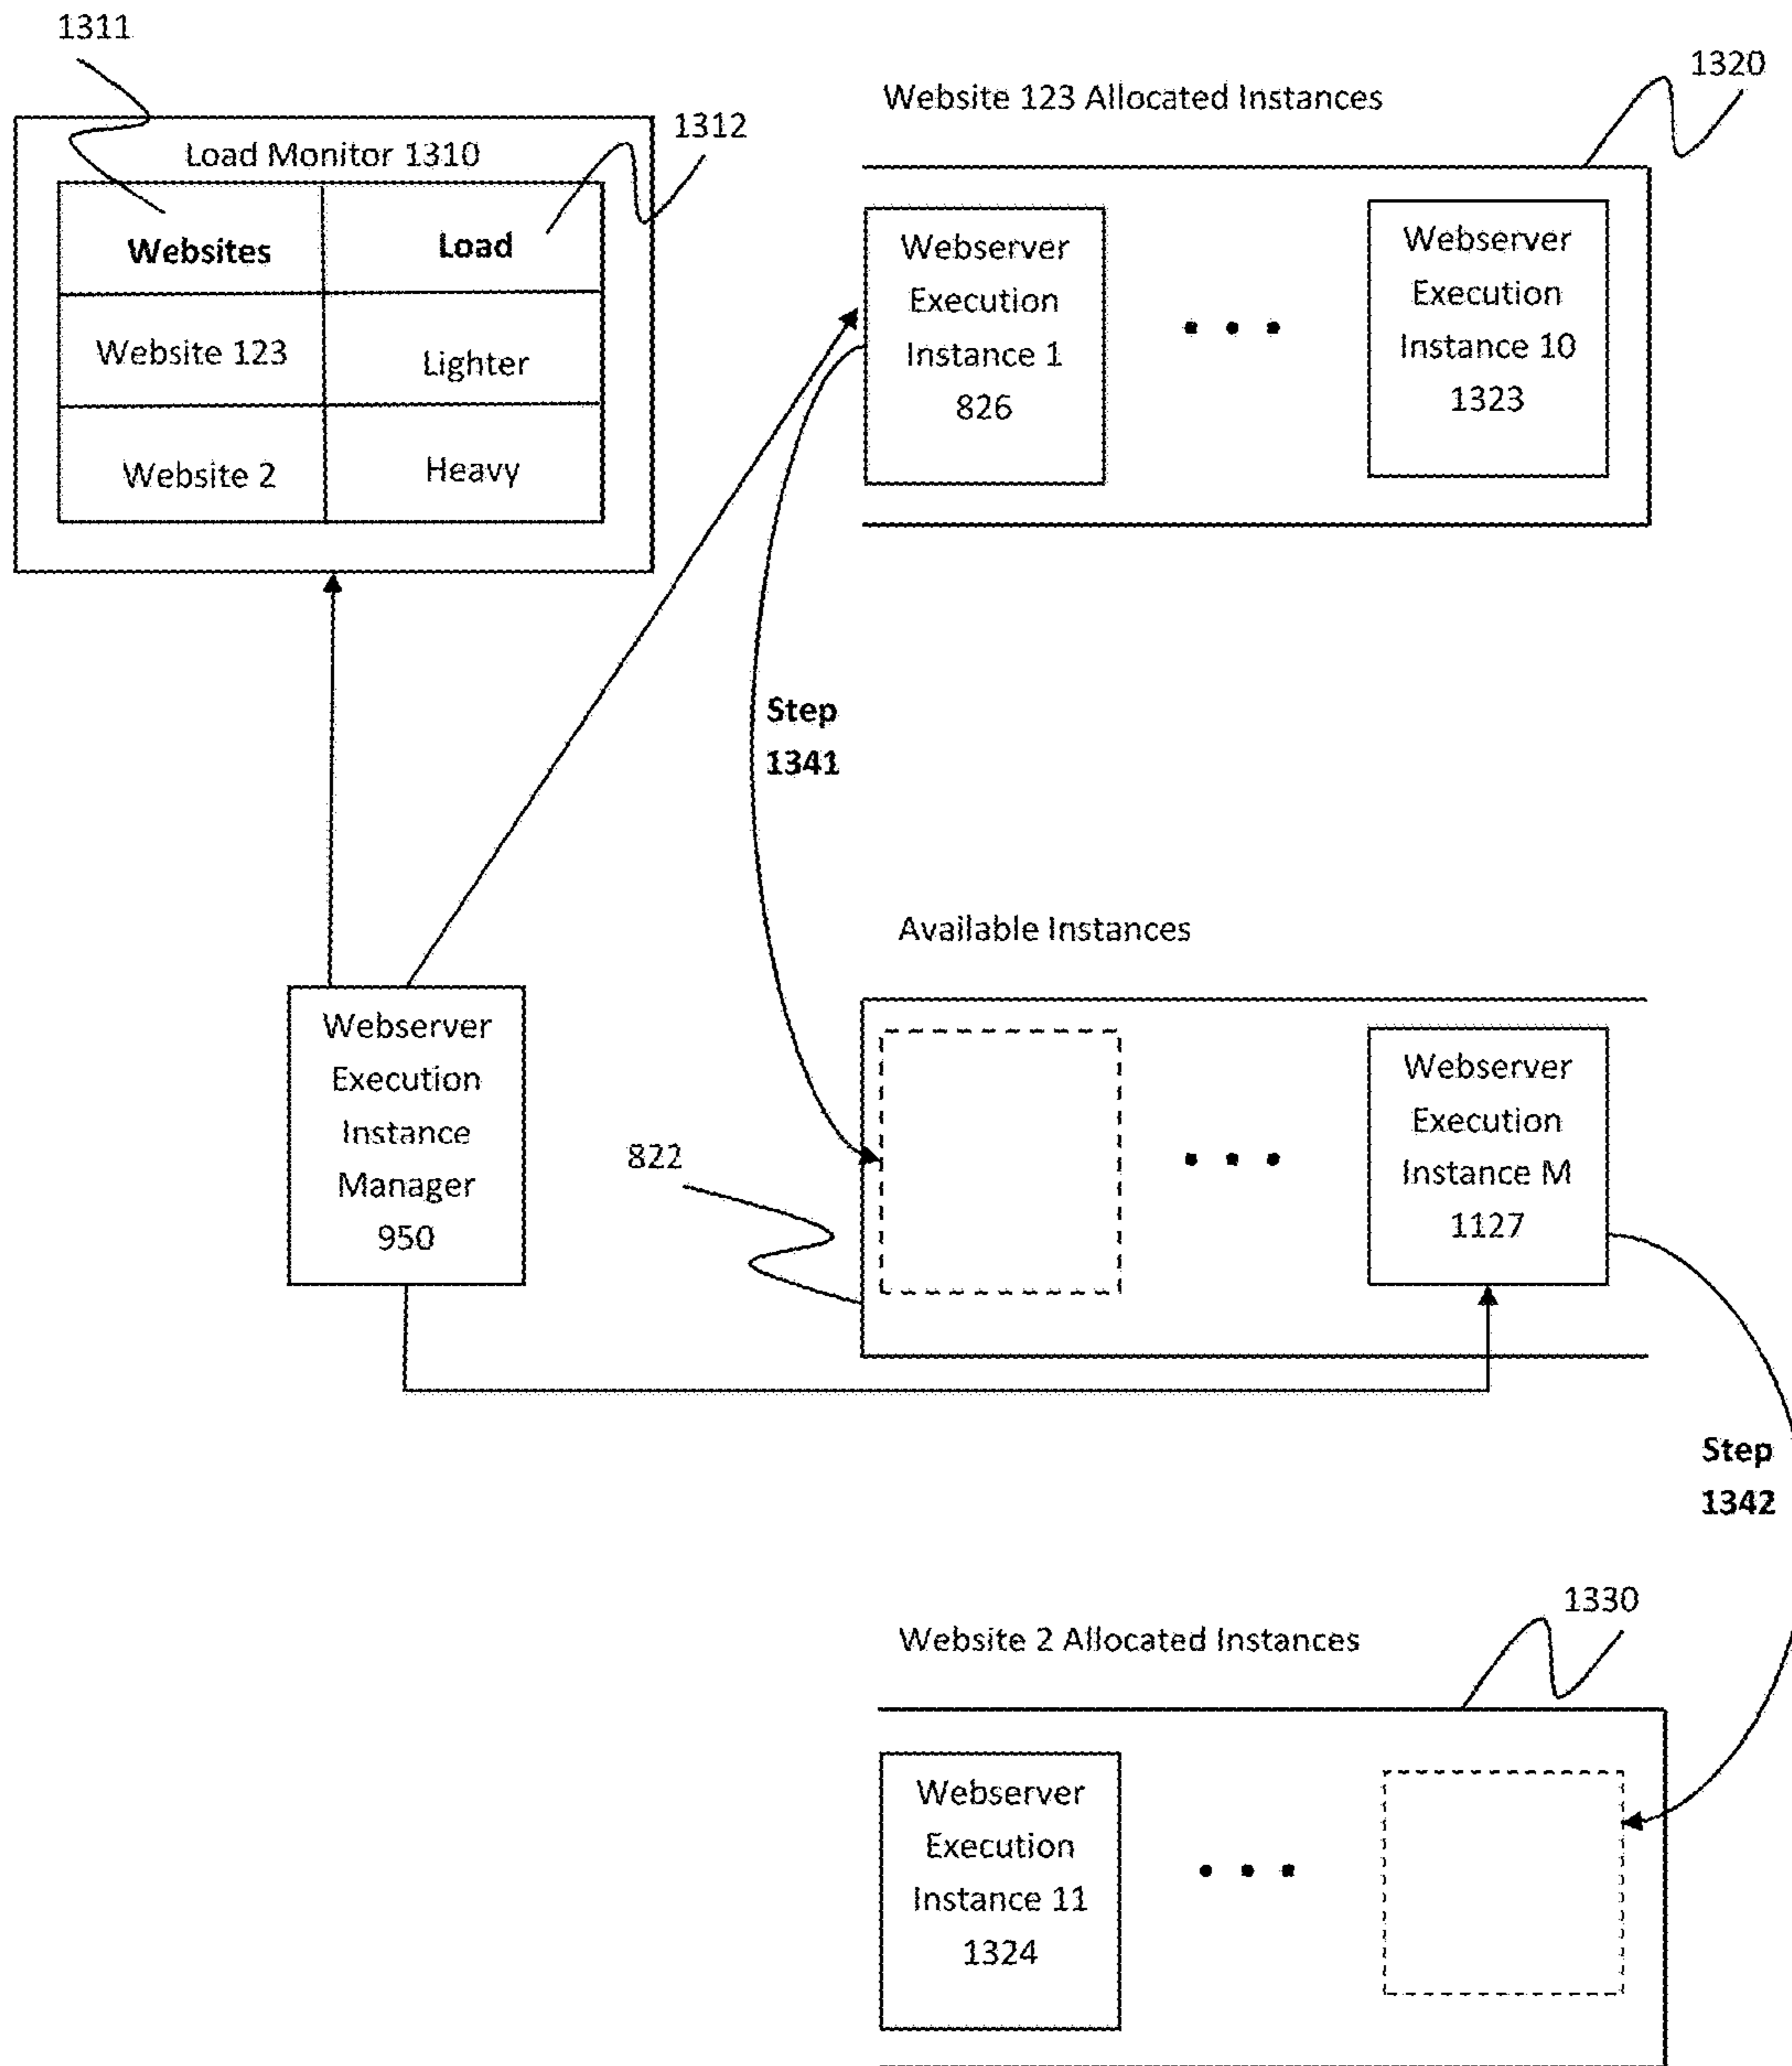 1311
1320
Website 123 Allocated Instances
1312
Load Monitor 1310
Websites
Load
Website 123
Lighter
Website 2
Heavy
Webserver
Execution
Instance 1
826
• • •
Webserver
Execution
Instance 10
1323
Step
1341
Available Instances
Webserver
Execution
Instance
Manager
950
822
• • •
Webserver
Execution
Instance M
1127
Step
1342
1330
Website 2 Allocated Instances
Webserver
Execution
Instance 11
1324
• • •